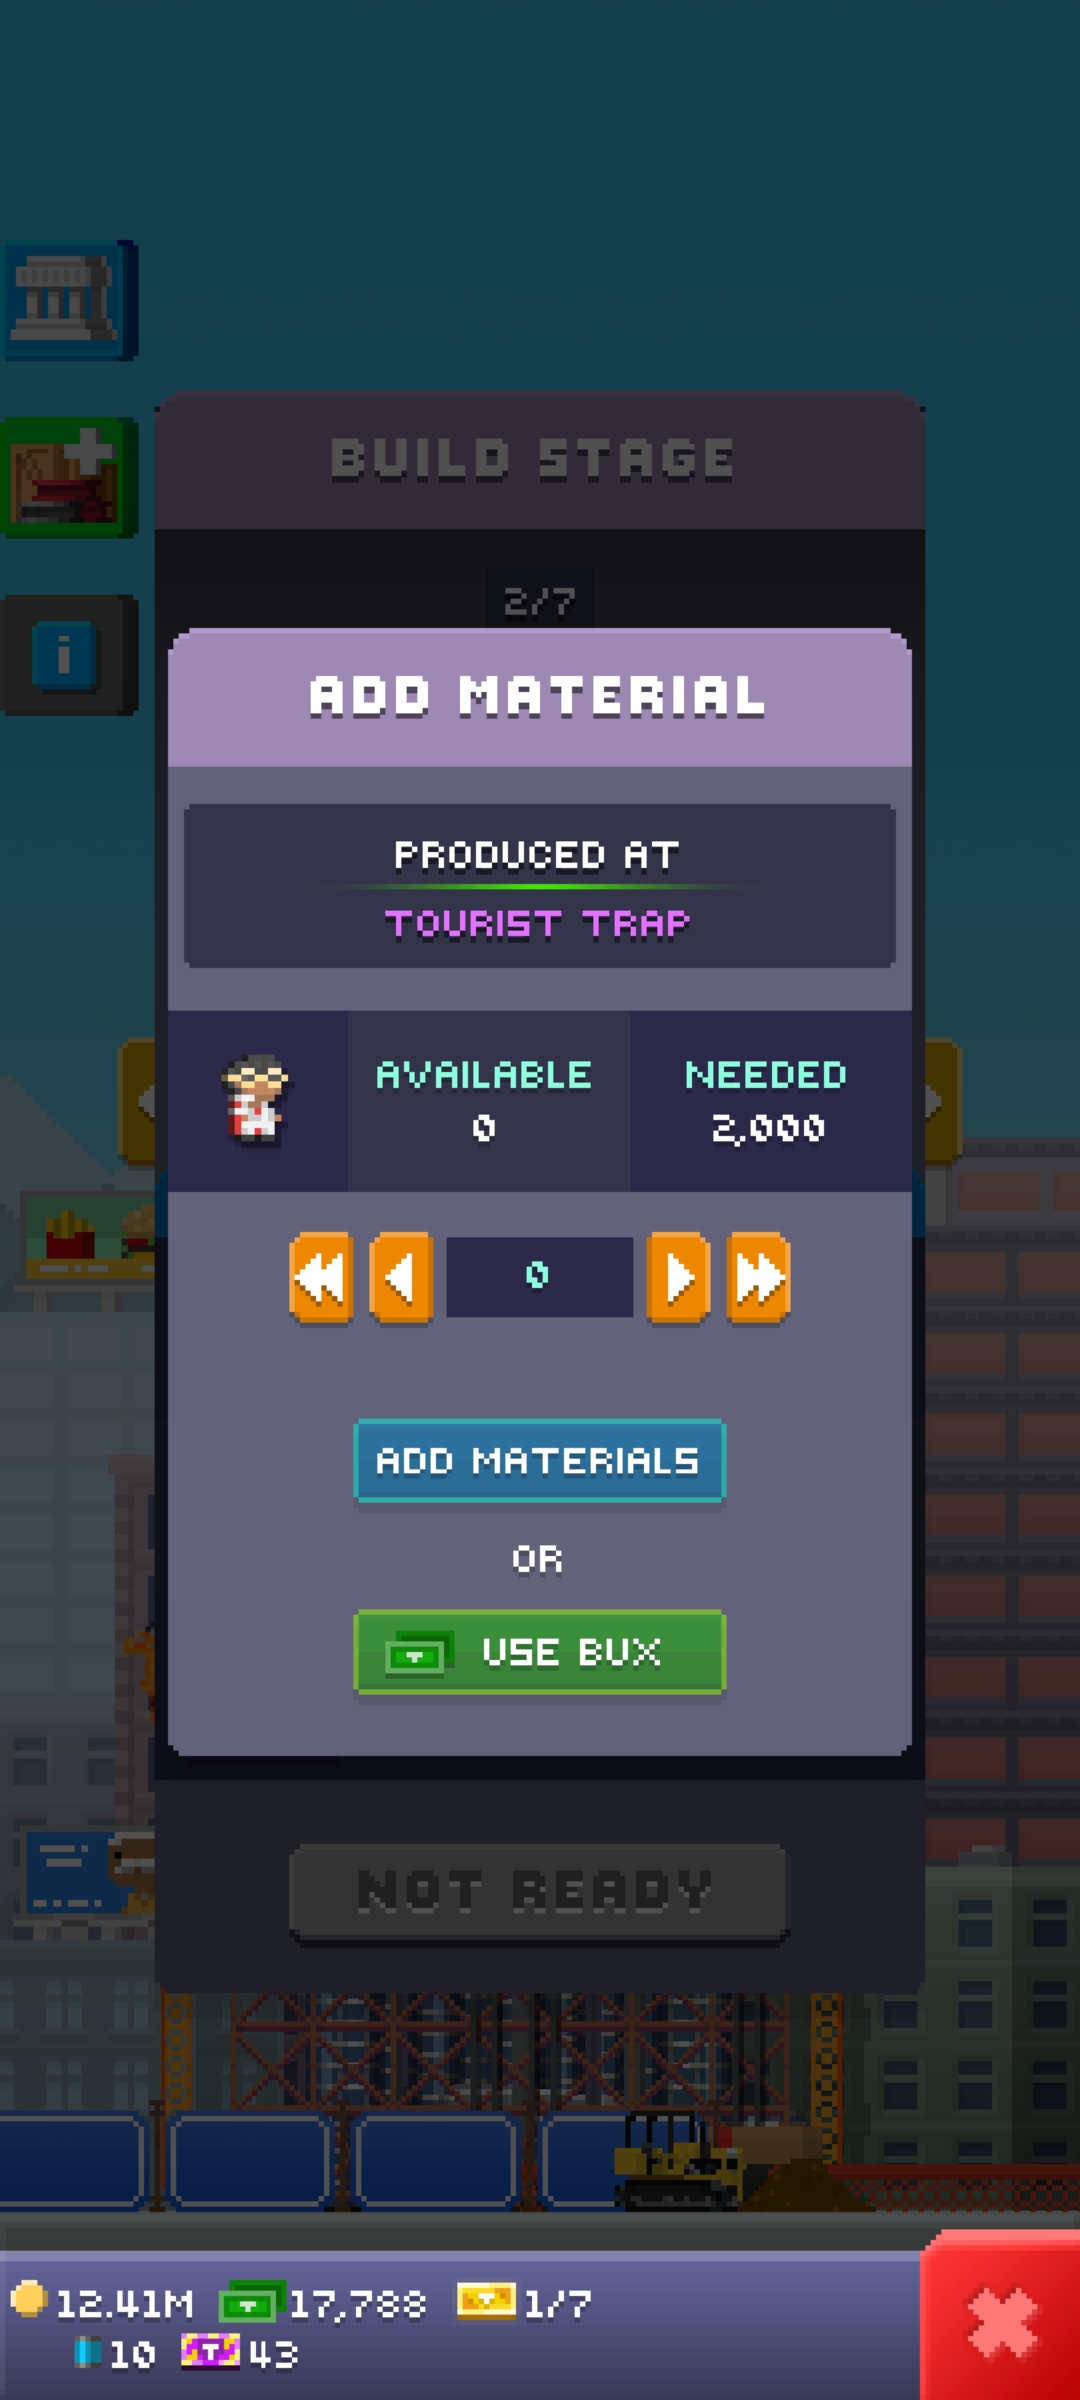 BUILD STAGE
2/7
ADD MATERIAL
PRODUCED AT
TOURIST TRAP
AVAILABLE
0
NEEDED
2,000
0
ADD MATERIALS
OR
USE BUX
NOT READY
12.41M 17,788 1/7
10 43